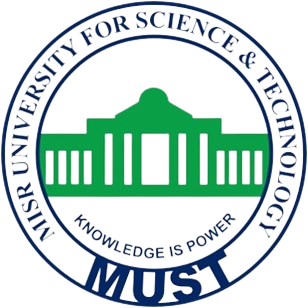 MISR UNIVERSITY FOR SCIENCE & TECHNOLOGY
KNOWLEDGE IS POWER
MUST